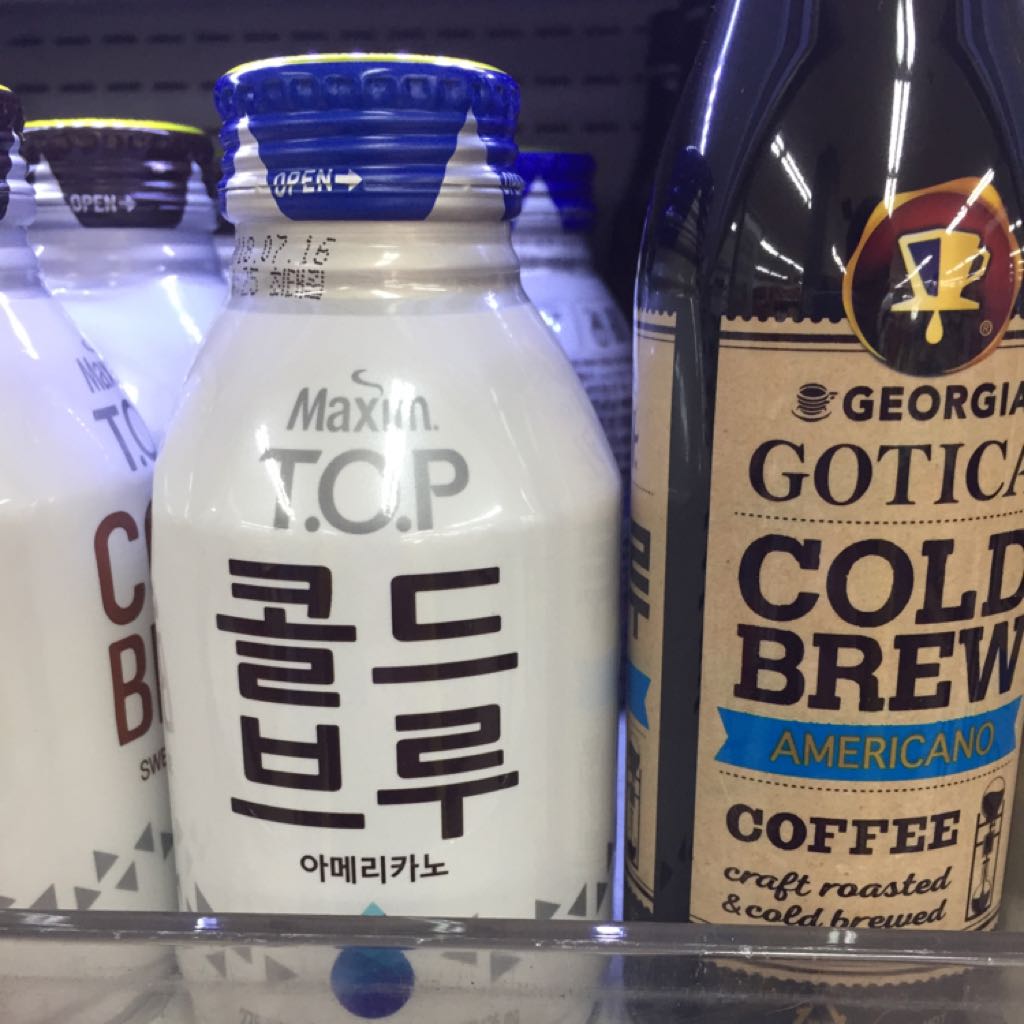 OPEN→
OPEN→
Maxim
T.O.P
콜드
브루
아메리카노
GEORGIA
GOTICA
COLD
BREW
AMERICANO
COFFEE
craft roasted
& cold brewed